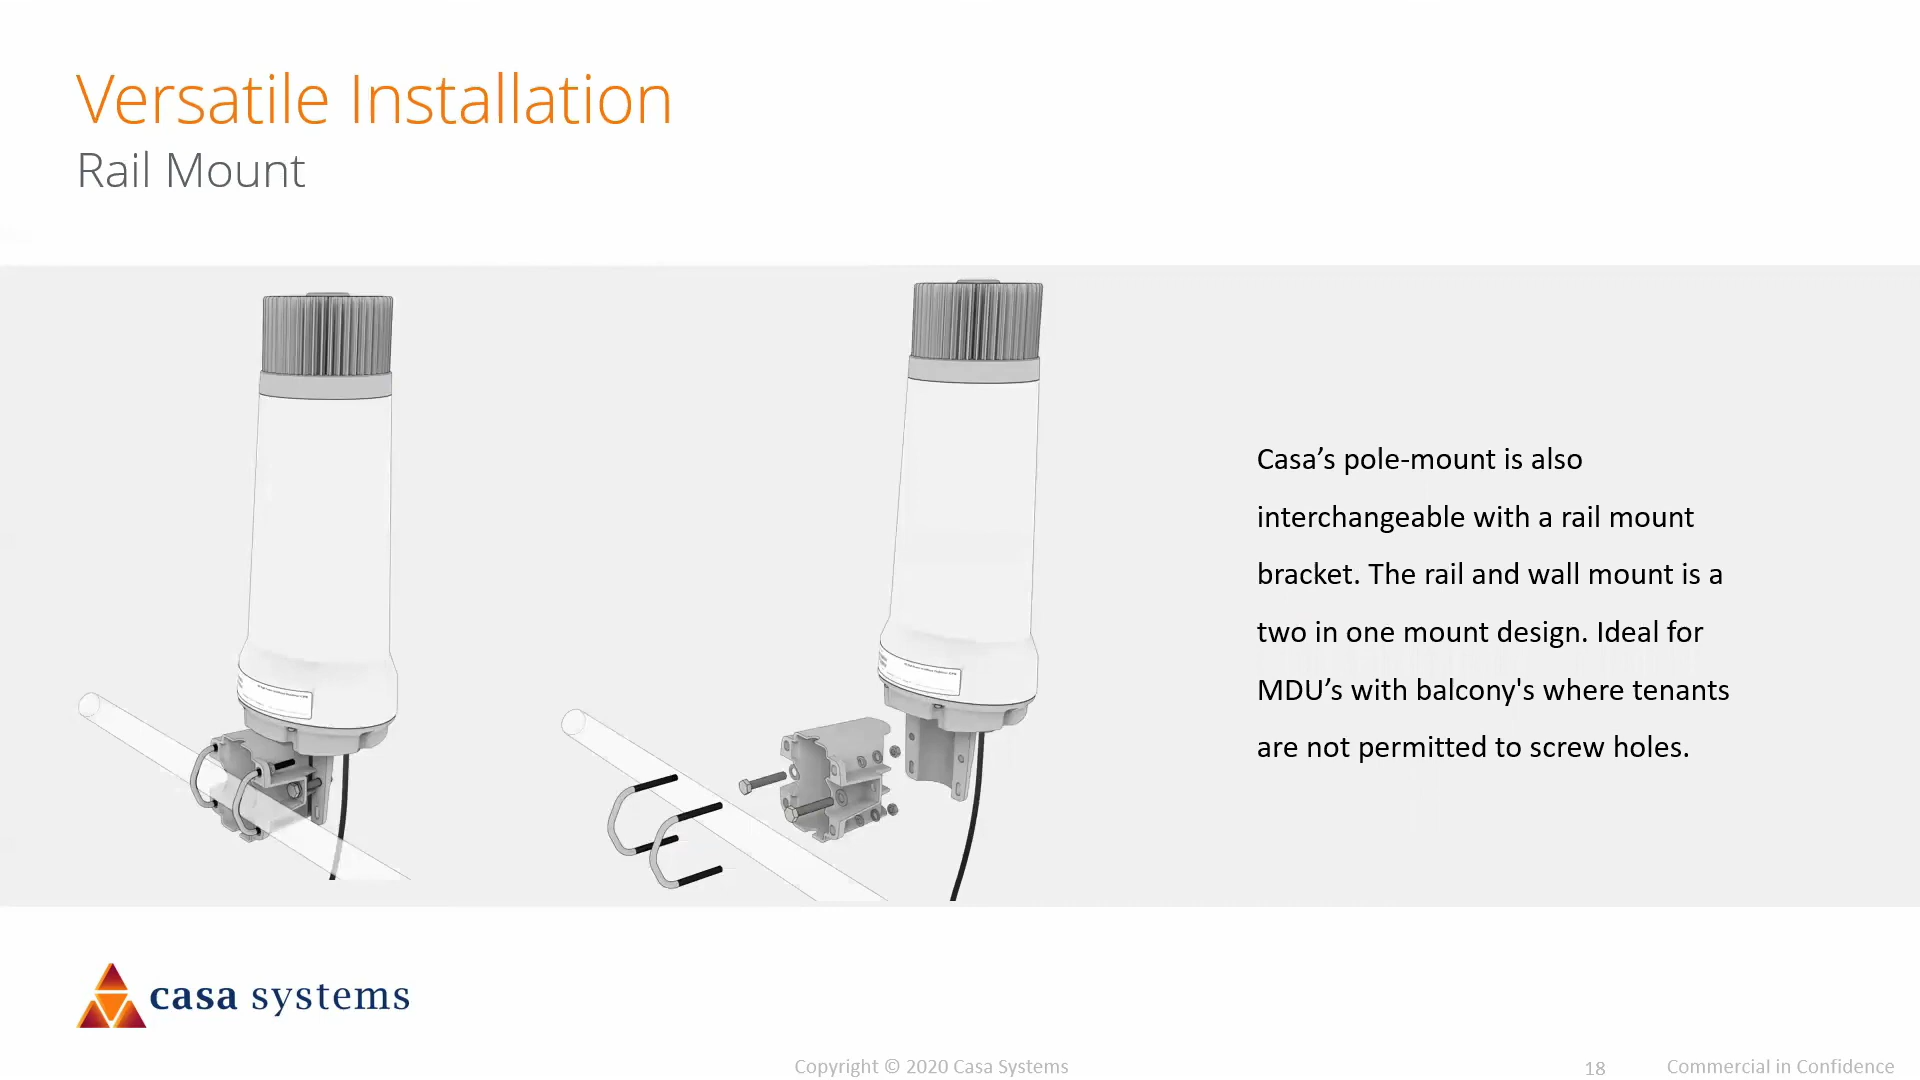 Versatile Installation
Rail Mount
Casa’s pole-mount is also
interchangeable with a rail mount
bracket. The rail and wall mount is a
two in one mount design. Ideal for
MDU’s with balcony's where tenants
are not permitted to screw holes.
casa systems
Copyright © 2020 Casa Systems
18
Commercial in Confidence